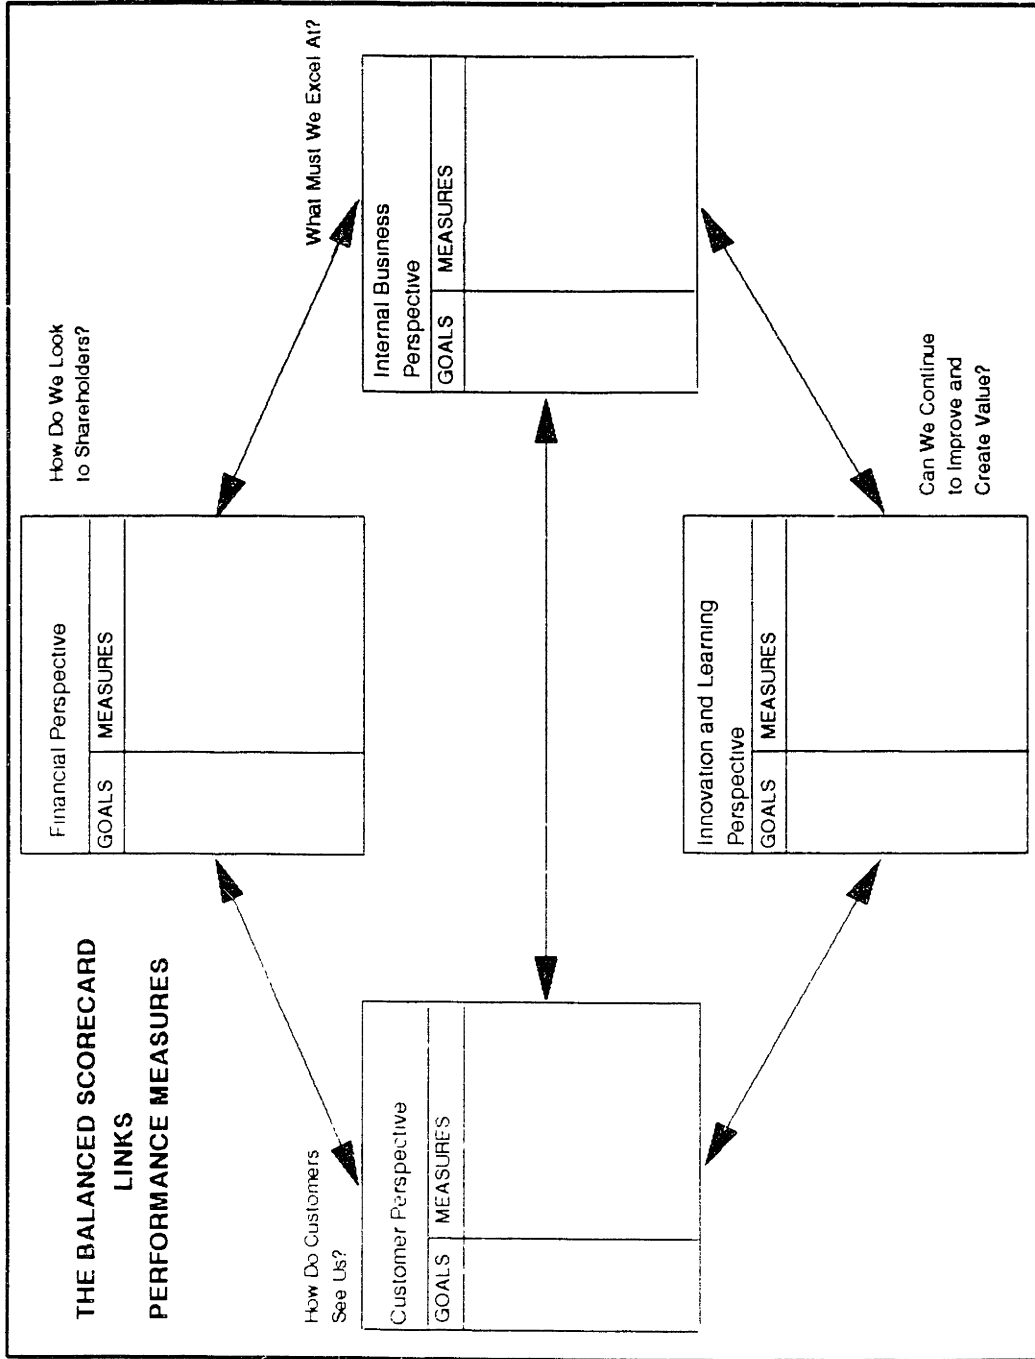 THE BALANCED SCORECARD
LINKS
PERFORMANCE MEASURES
How Do We Look
to Shareholders?
Financial Perspective
GOALS MEASURES
How Do Customers
See Us?
Customer Perspective
GOALS MEASURES
What Must We Excel At?
Internal Business
Perspective
GOALS MEASURES
Innovation and Learning
Perspective
GOALS MEASURES
Can We Continue
to Improve and
Create Value?